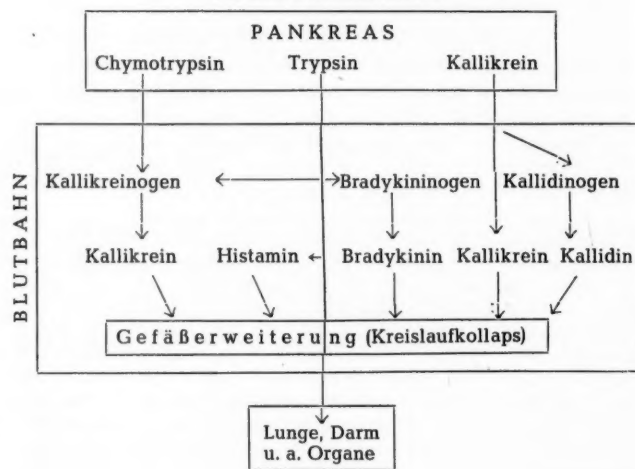 PANKREAS
Chymotrypsin Trypsin Kallikrein
BLUTBAHN
Kallikreinogen Bradykininogen Kallidinogen
Kallikrein Histamin Bradykinin Kallikrein Kallidin
Gefäßerweiterung (Kreislaufkollaps)
Lunge, Darm
u. a. Organe